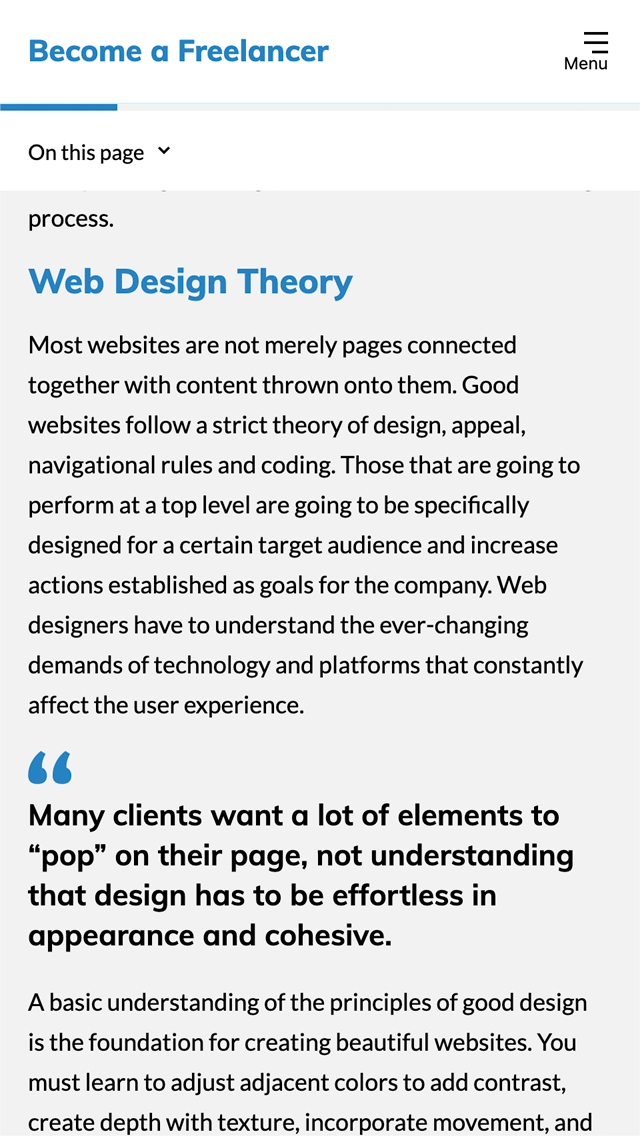 Become a Freelancer
Menu
On this page
process.
Web Design Theory
Most websites are not merely pages connected
together with content thrown onto them. Good
websites follow a strict theory of design, appeal,
navigational rules and coding. Those that are going to
perform at a top level are going to be specifically
designed for a certain target audience and increase
actions established as goals for the company. Web
designers have to understand the ever-changing
demands of technology and platforms that constantly
affect the user experience.
“
Many clients want a lot of elements to
“pop” on their page, not understanding
that design has to be effortless in
appearance and cohesive.
A basic understanding of the principles of good design
is the foundation for creating beautiful websites. You
must learn to adjust adjacent colors to add contrast,
create depth with texture, incorporate movement, and